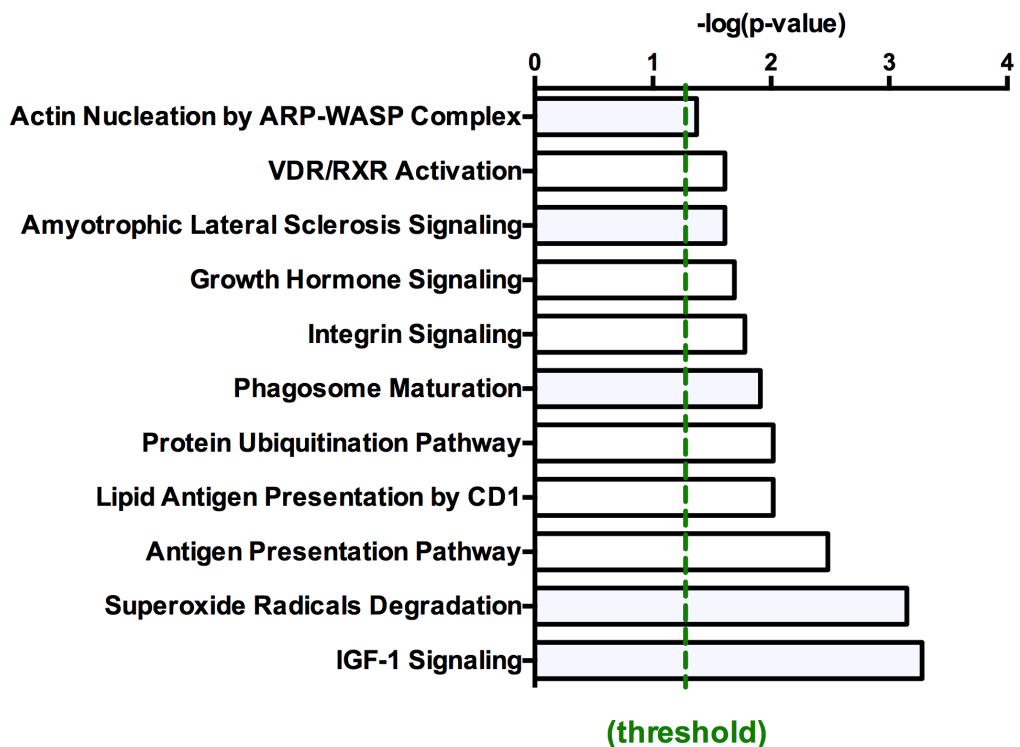 -log(p-value)
0 1 2 3 4
Actin Nucleation by ARP-WASP Complex
VDR/RXR Activation
Amyotrophic Lateral Sclerosis Signaling
Growth Hormone Signaling
Integrin Signaling
Phagosome Maturation
Protein Ubiquitination Pathway
Lipid Antigen Presentation by CD1
Antigen Presentation Pathway
Superoxide Radicals Degradation
IGF-1 Signaling
(threshold)